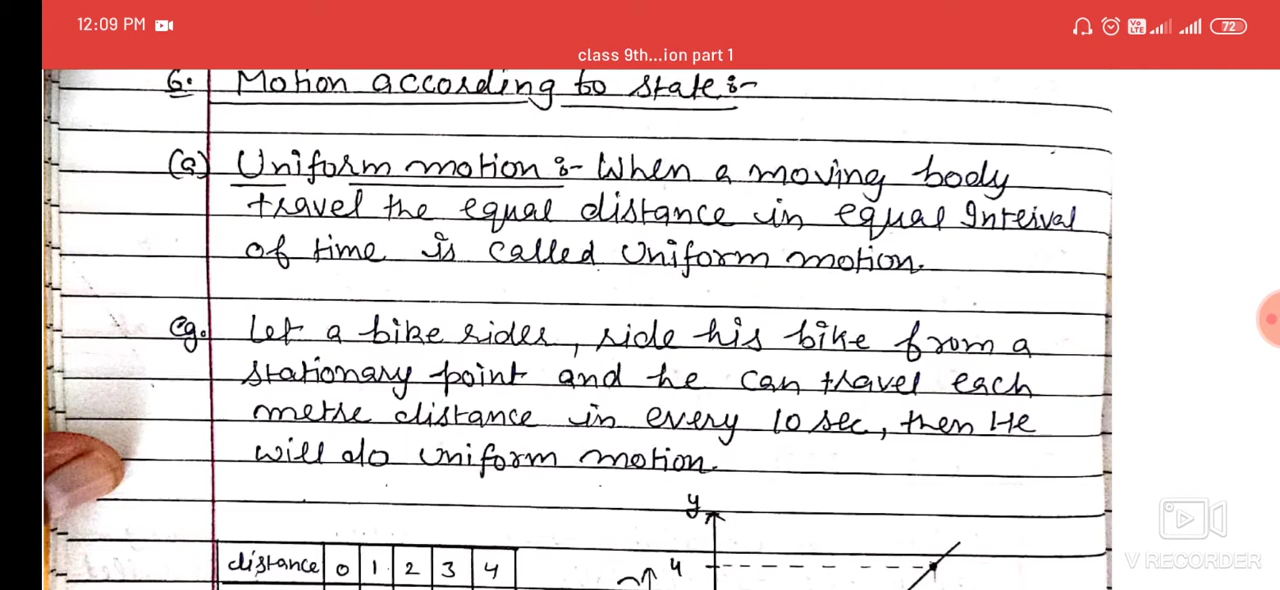 12:09 PM
Vo LTE
72
class 9th...ion part 1
6. Motion according to state :-
(a) Uniform motion :- When a moving body
travel the equal distance in equal Interval
of time is called Uniform motion.
eg. Let a bike rider, ride his bike from a
stationary point and he can travel each
metre distance in every 10 sec, then He
will do uniform motion.
y
distance 0 1 2 3 4
4
V RECORDER